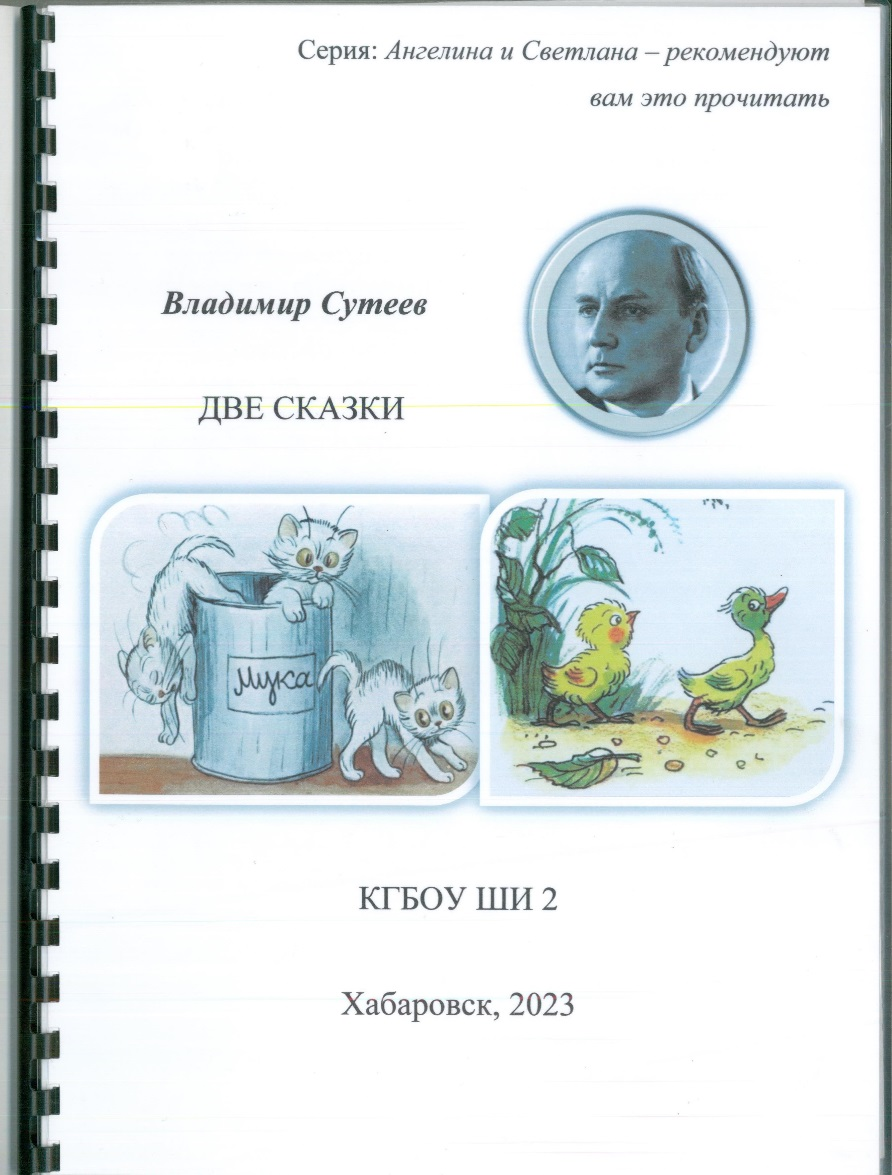 Серия: Ангелина и Светлана – рекомендуют
вам это прочитать
Владимир Сутеев
ДВЕ СКАЗКИ
Мука
КГБОУ ШИ 2
Хабаровск, 2023